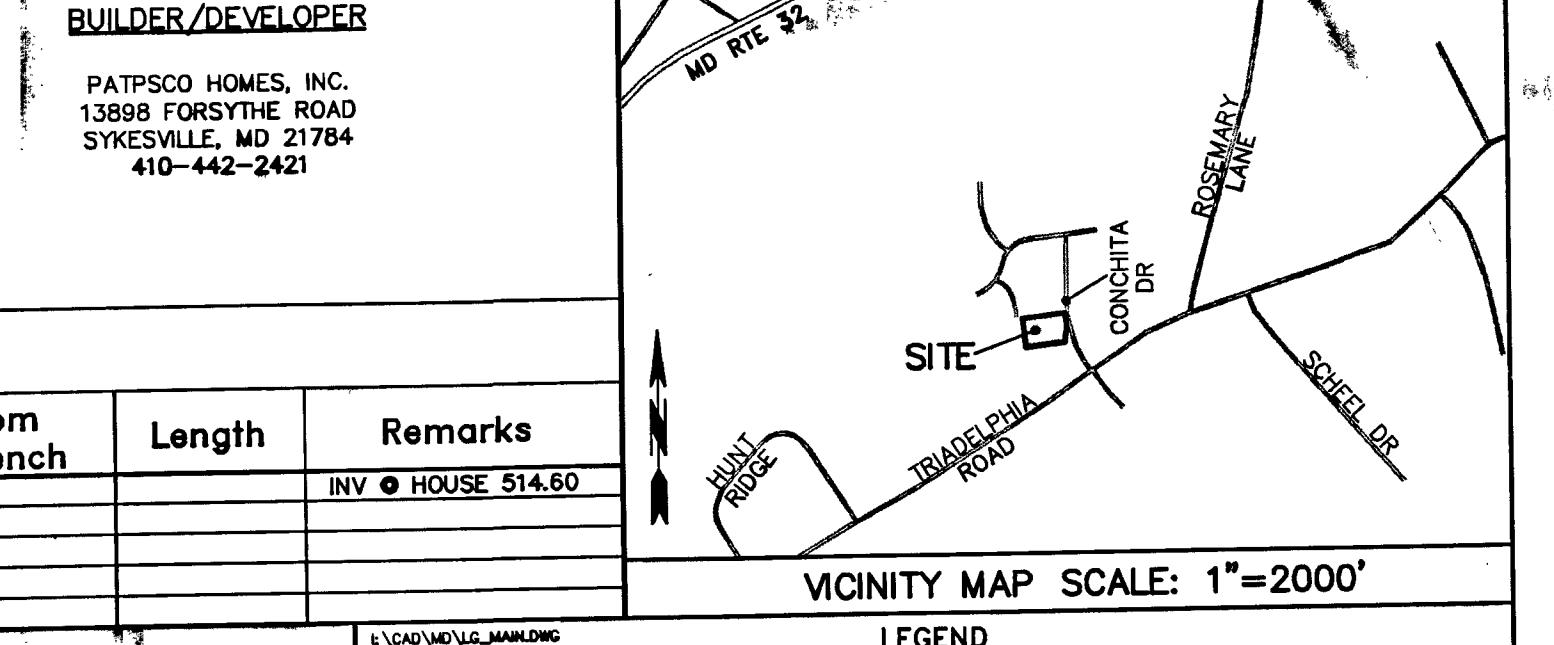 BUILDER/DEVELOPER
PATPSCO HOMES, INC.
13898 FORSYTHE ROAD
SYKESVILLE, MD 21784
410-442-2421
Length
Remarks
INV @ HOUSE 514.60
MD RTE 32
ROSEMARY
LANE
CONCHITA
DR
SITE
SCHEEL DR
TRIADELPHIA
ROAD
HUNT
RIDGE
N
VICINITY MAP SCALE: 1"=2000'
L:\CAD\MD\LG_MAIN.DWG
LEGEND